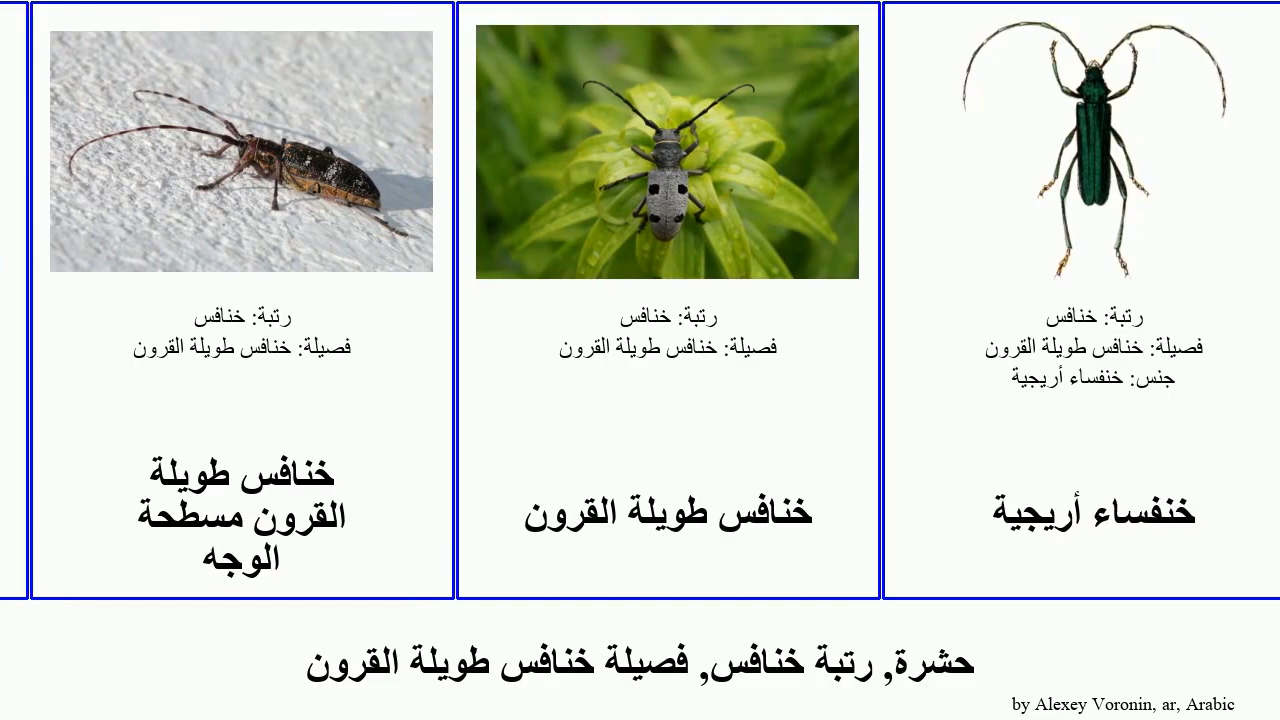 رتبة: خنافس
فصيلة: خنافس طويلة القرون
جنس: خنفساء أريجية
خنفساء أريجية
رتبة: خنافس
فصيلة: خنافس طويلة القرون
خنافس طويلة القرون
رتبة: خنافس
فصيلة: خنافس طويلة القرون
خنافس طويلة
القرون مسطحة
الوجه
حشرة, رتبة خنافس, فصيلة خنافس طويلة القرون
by Alexey Voronin, ar, Arabic